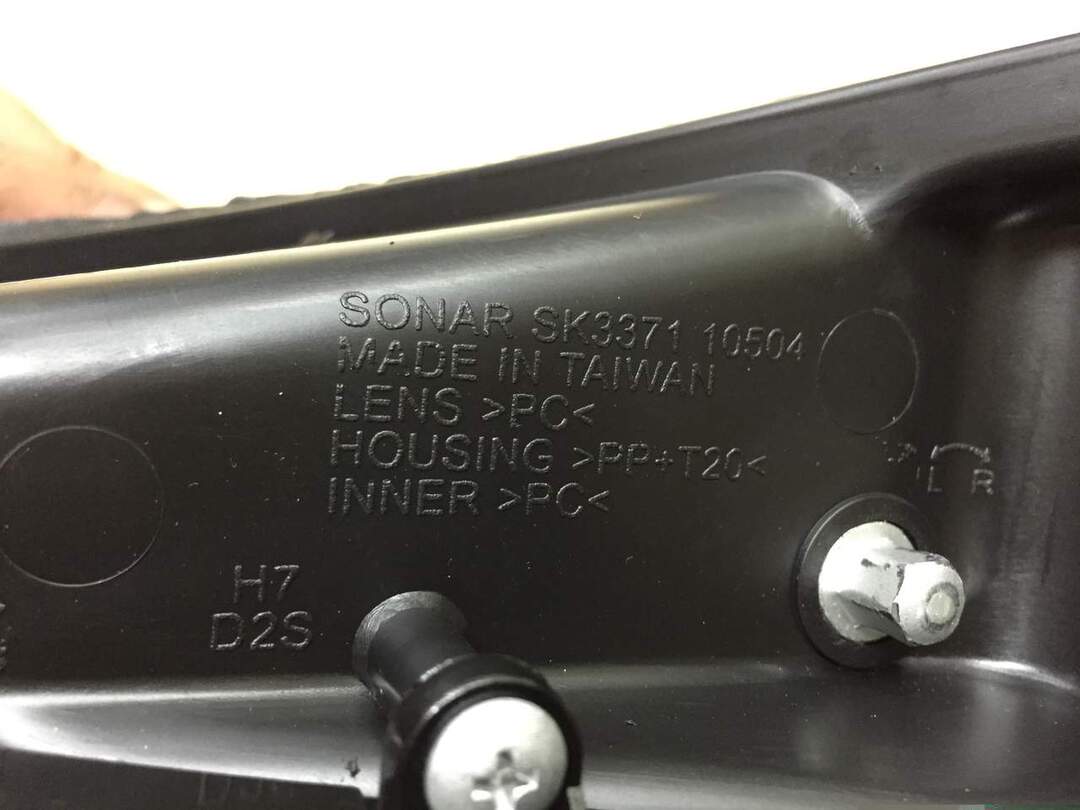 SONAR SK3371 10504
MADE IN TAIWAN
LENS >PC<
HOUSING >PP+T20<
INNER >PC<
L R
H7
D2S